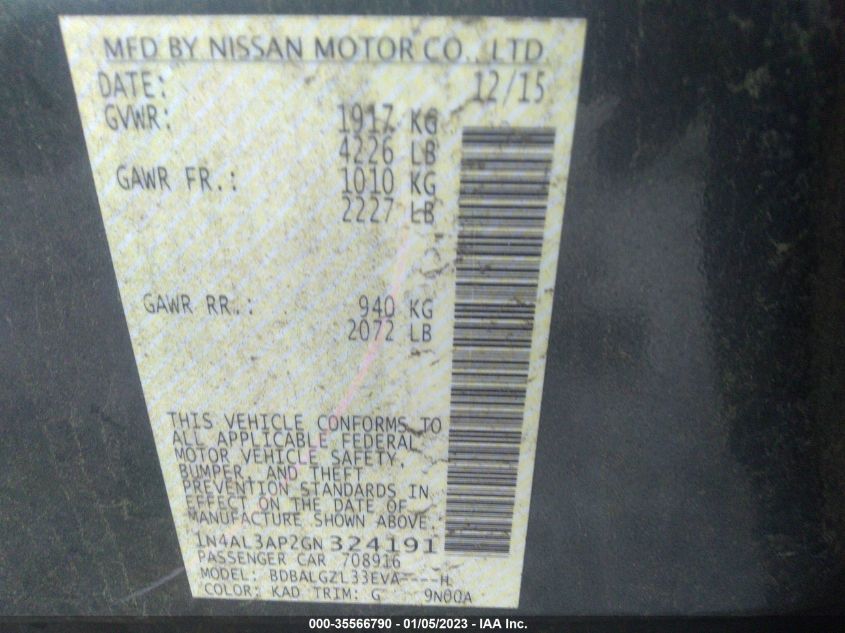 MFD BY NISSAN MOTOR CO., LTD
DATE: 12/15
GVWR: 1917 KG
4226 LB
GAWR FR.: 1010 KG
2227 LB
GAWR RR.: 940 KG
2072 LB
THIS VEHICLE CONFORMS TO
ALL APPLICABLE FEDERAL
MOTOR VEHICLE SAFETY,
BUMPER, AND THEFT
PREVENTION STANDARDS IN
EFFECT ON THE DATE OF
MANUFACTURE SHOWN ABOVE.
1N4AL3AP2GN324191
PASSENGER CAR 708916
MODEL: BDBALGZL33EVA----H
COLOR: KAD TRIM: G 9N00A
000-35566790 - 01/05/2023 - IAA Inc.